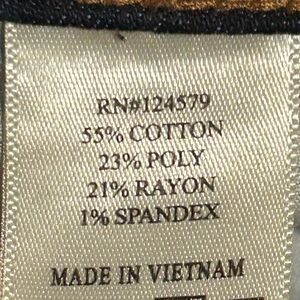 RN#124579
55% COTTON
23% POLY
21% RAYON
1% SPANDEX
MADE IN VIETNAM